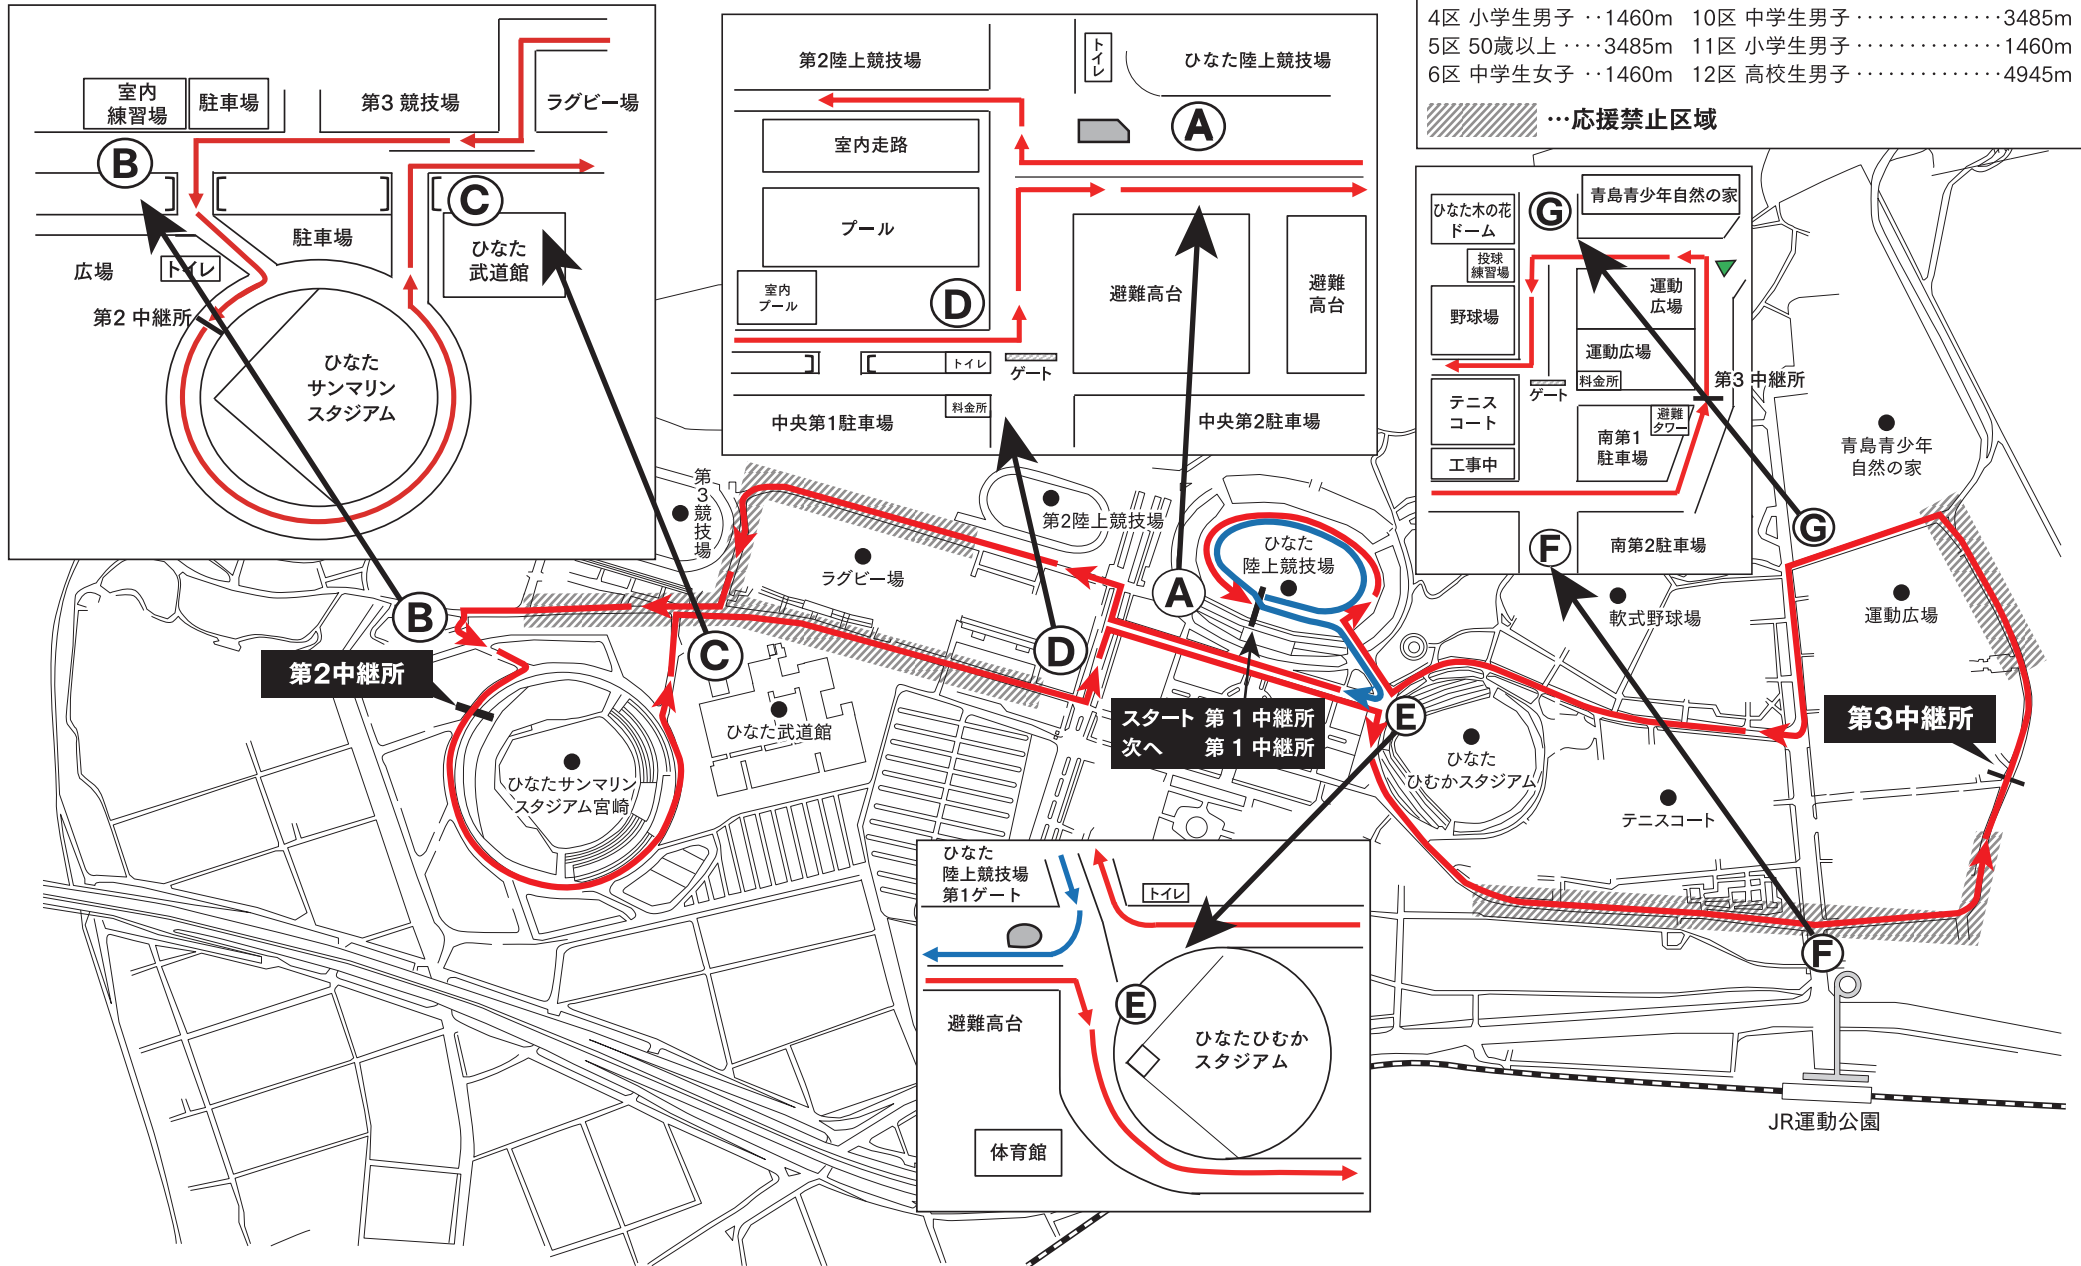 4区 小学生男子 ‥1460m
5区 50歳以上 ‥‥3485m
6区 中学生女子 ‥1460m
10区 中学生男子 ‥‥‥‥‥‥‥3485m
11区 小学生男子 ‥‥‥‥‥‥‥1460m
12区 高校生男子 ‥‥‥‥‥‥‥4945m
…応援禁止区域
室内
練習場
駐車場
第3 競技場
ラグビー場
B
C
駐車場
ひなた
武道館
広場
トイレ
第2 中継所
ひなた
サンマリン
スタジアム
第2陸上競技場
トイレ
ひなた陸上競技場
A
室内走路
プール
室内
プール
D
避難高台
避難
高台
トイレ
ゲート
料金所
中央第1駐車場
中央第2駐車場
ひなた木の花
ドーム
G
青島青少年自然の家
投球
練習場
野球場
運動
広場
運動広場
料金所
ゲート
第3 中継所
テニス
コート
避難
タワー
南第1
駐車場
工事中
F
南第2駐車場
青島青少年
自然の家
第3競技場
第2陸上競技場
ラグビー場
ひなた
陸上競技場
A
G
軟式野球場
運動広場
B
C
D
E
第2中継所
第3中継所
スタート 第1中継所
次へ 第1中継所
ひなた武道館
ひなたサンマリン
スタジアム宮崎
ひなた
ひむかスタジアム
テニスコート
F
JR運動公園
ひなた
陸上競技場
第1ゲート
トイレ
E
避難高台
ひなたひむか
スタジアム
体育館